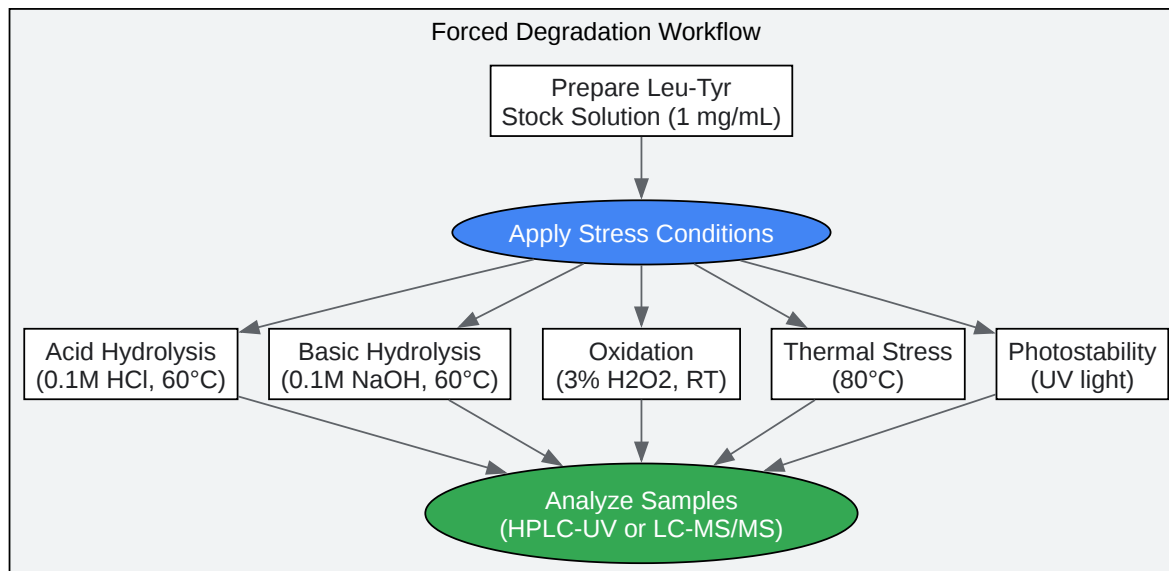 Forced Degradation Workflow
Prepare Leu-Tyr
Stock Solution (1 mg/mL)
Apply Stress Conditions
Acid Hydrolysis
(0.1M HCl, 60°C)
Basic Hydrolysis
(0.1M NaOH, 60°C)
Oxidation
(3% H2O2, RT)
Thermal Stress
(80°C)
Photostability
(UV light)
Analyze Samples
(HPLC-UV or LC-MS/MS)